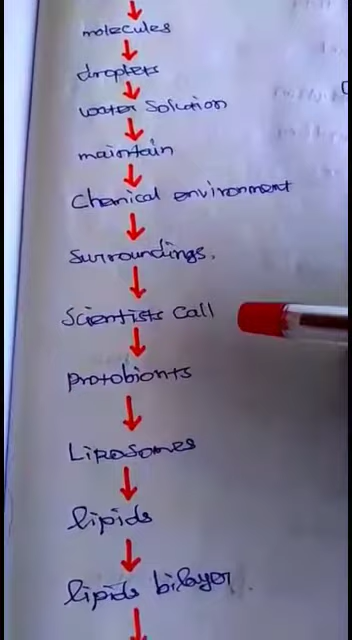 molecules
droplets
water solution
maintain
Chemical environment
Surroundings.
Scientists call
Protobionts
Liposomes
lipids
lipids bilayer.